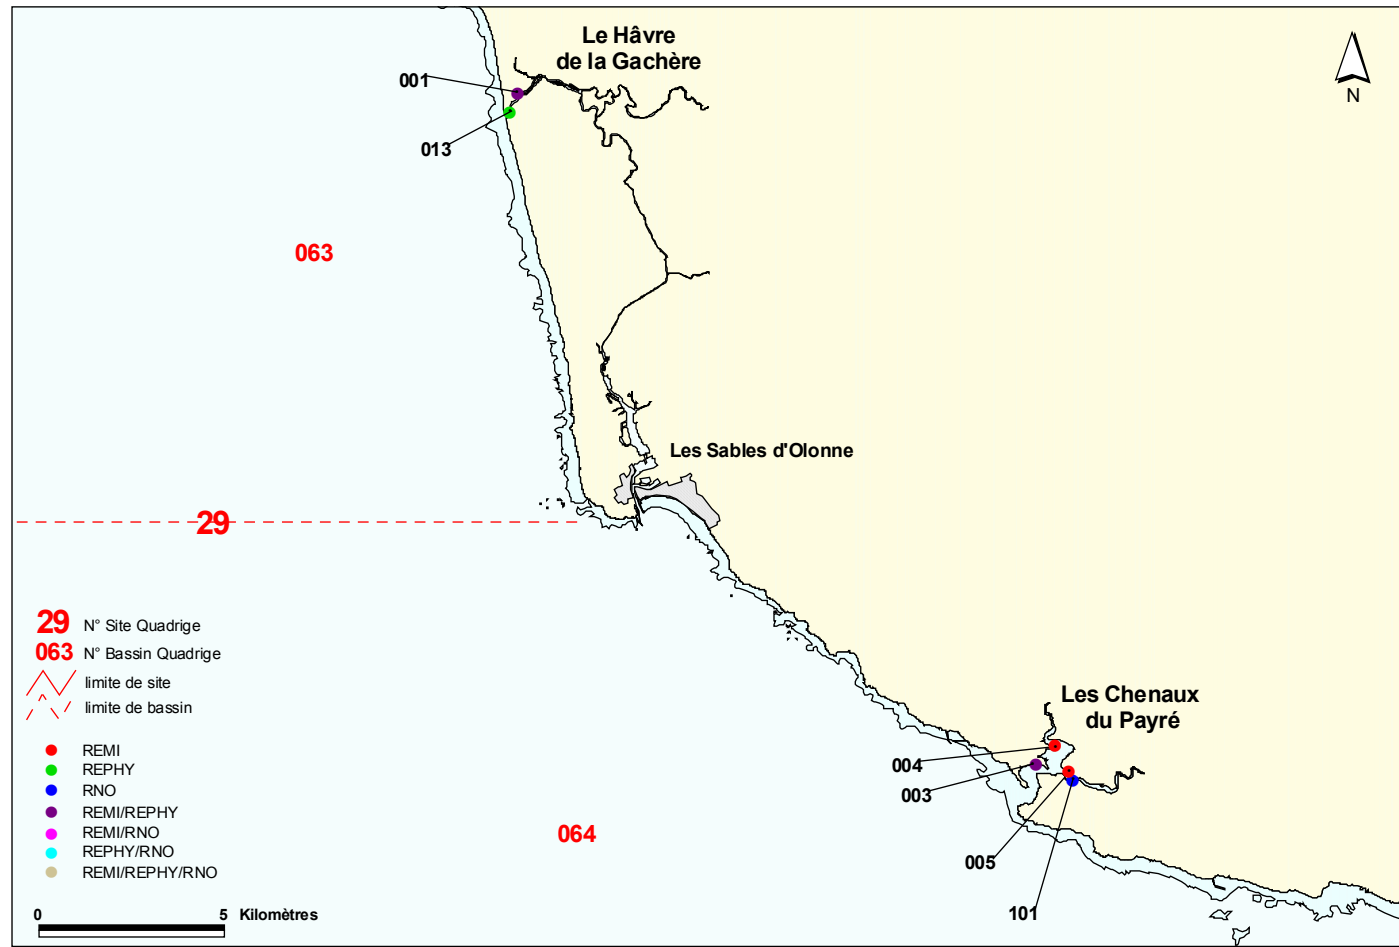 Le Hâvre
de la Gachère
001
N
013
063
Les Sables d'Olonne
29
29 N° Site Quadrige
063 N° Bassin Quadrige
limite de site
limite de bassin
Les Chenaux
du Payré
REMI
REPHY
RNO
REMI/REPHY
REMI/RNO
REPHY/RNO
REMI/REPHY/RNO
004
003
064
005
101
0 5 Kilomètres